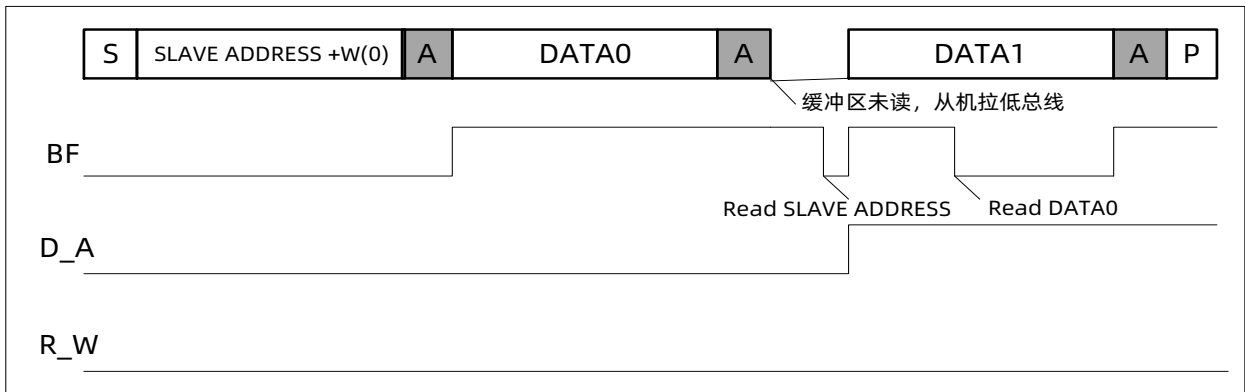 S SLAVE ADDRESS +W(0) A DATA0 A DATA1 A P
缓冲区未读，从机拉低总线
BF
Read SLAVE ADDRESS Read DATA0
D_A
R_W